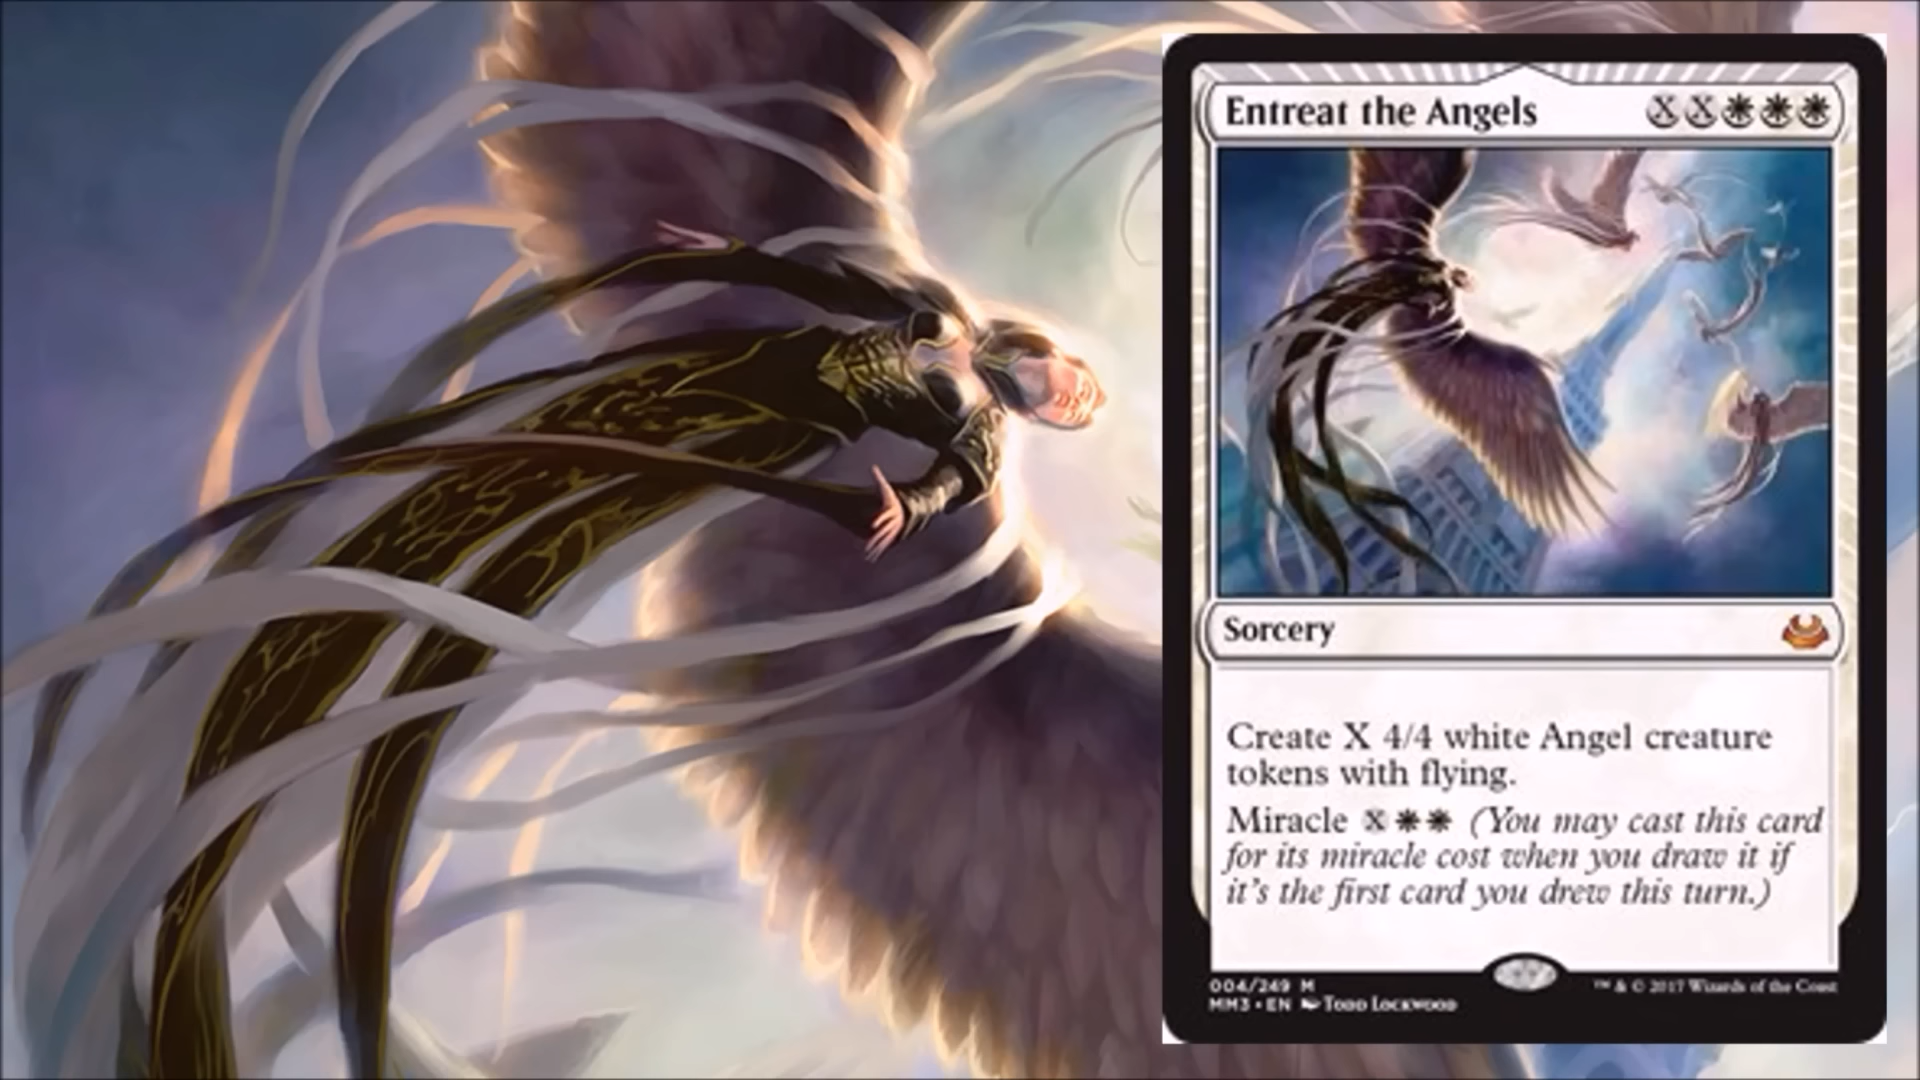 Entreat the Angels XX
Sorcery
Create X 4/4 white Angel creature
tokens with flying.
Miracle X (You may cast this card
for its miracle cost when you draw it if
it's the first card you drew this turn.)
004/249 M
MM3 • EN Todd Lockwood
™ & © 2017 Wizards of the Coast